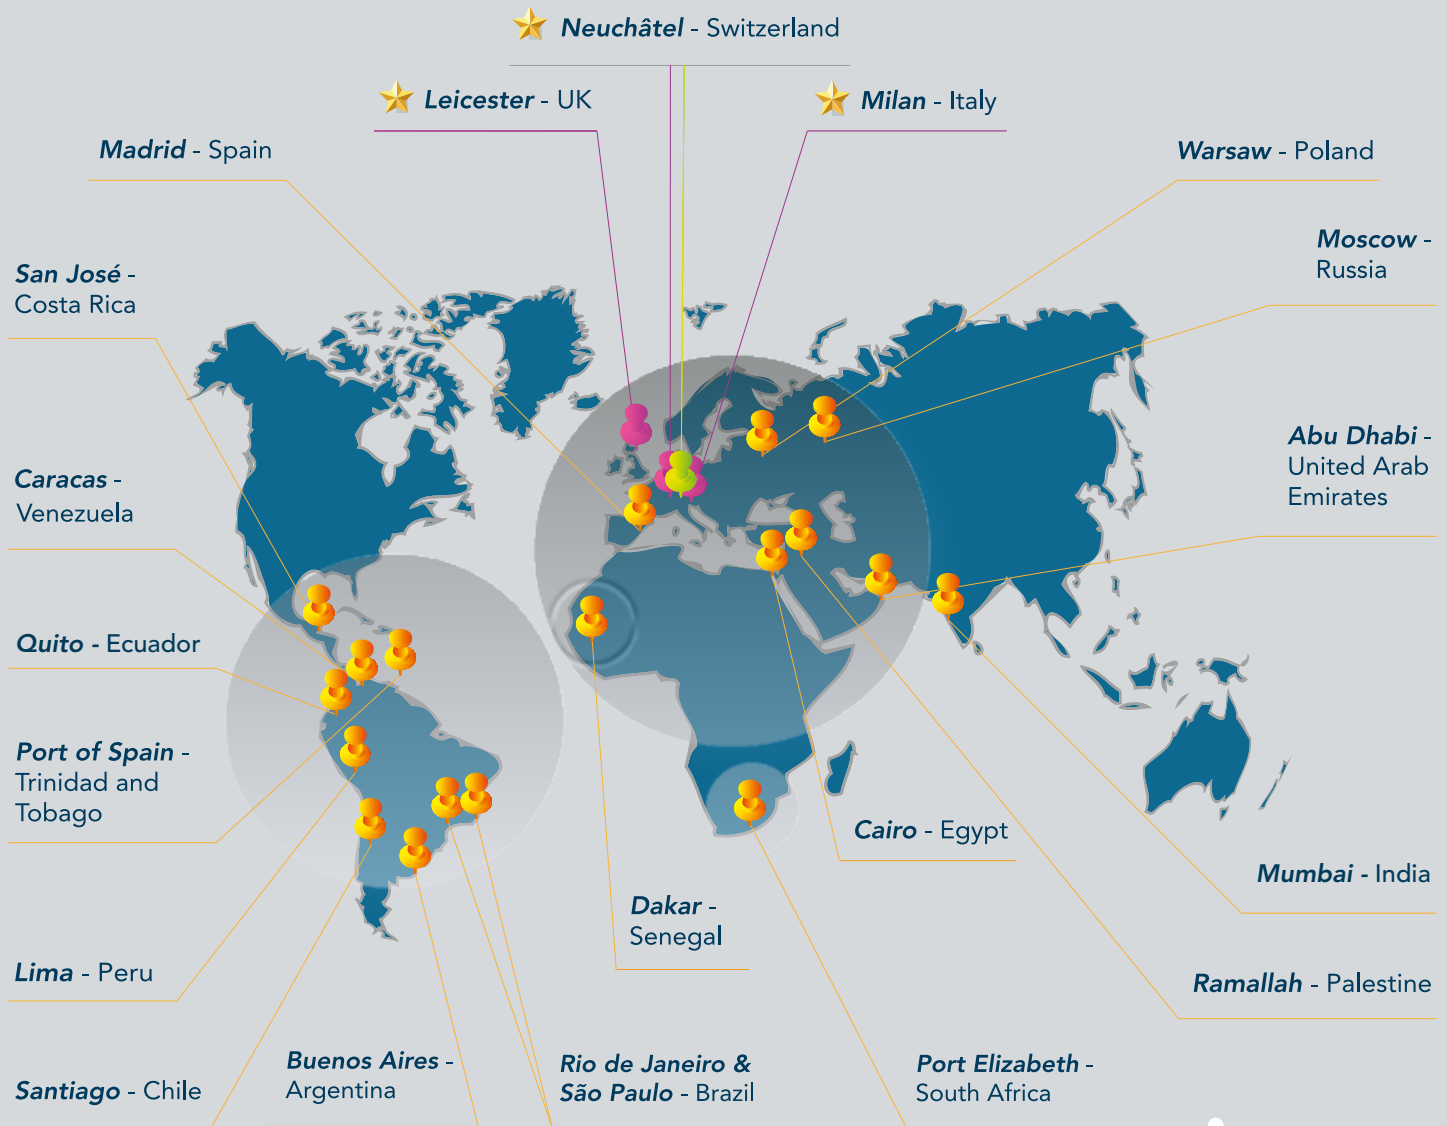 Neuchâtel - Switzerland
Leicester - UK
Milan - Italy
Madrid - Spain
Warsaw - Poland
Moscow -
Russia
San José -
Costa Rica
Abu Dhabi -
United Arab
Emirates
Caracas -
Venezuela
Quito - Ecuador
Port of Spain -
Trinidad and
Tobago
Cairo - Egypt
Mumbai - India
Dakar -
Senegal
Lima - Peru
Ramallah - Palestine
Santiago - Chile
Buenos Aires -
Argentina
Rio de Janeiro &
São Paulo - Brazil
Port Elizabeth -
South Africa